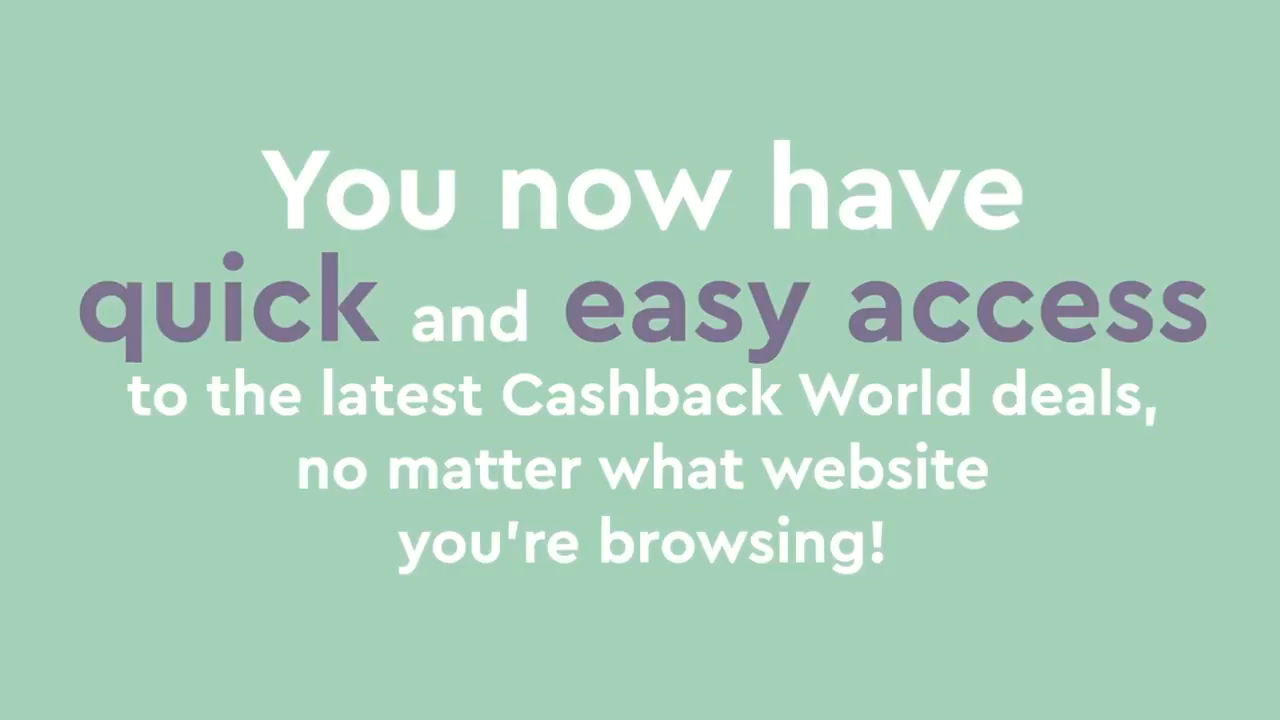 You now have
quick and easy access
to the latest Cashback World deals,
no matter what website
you're browsing!